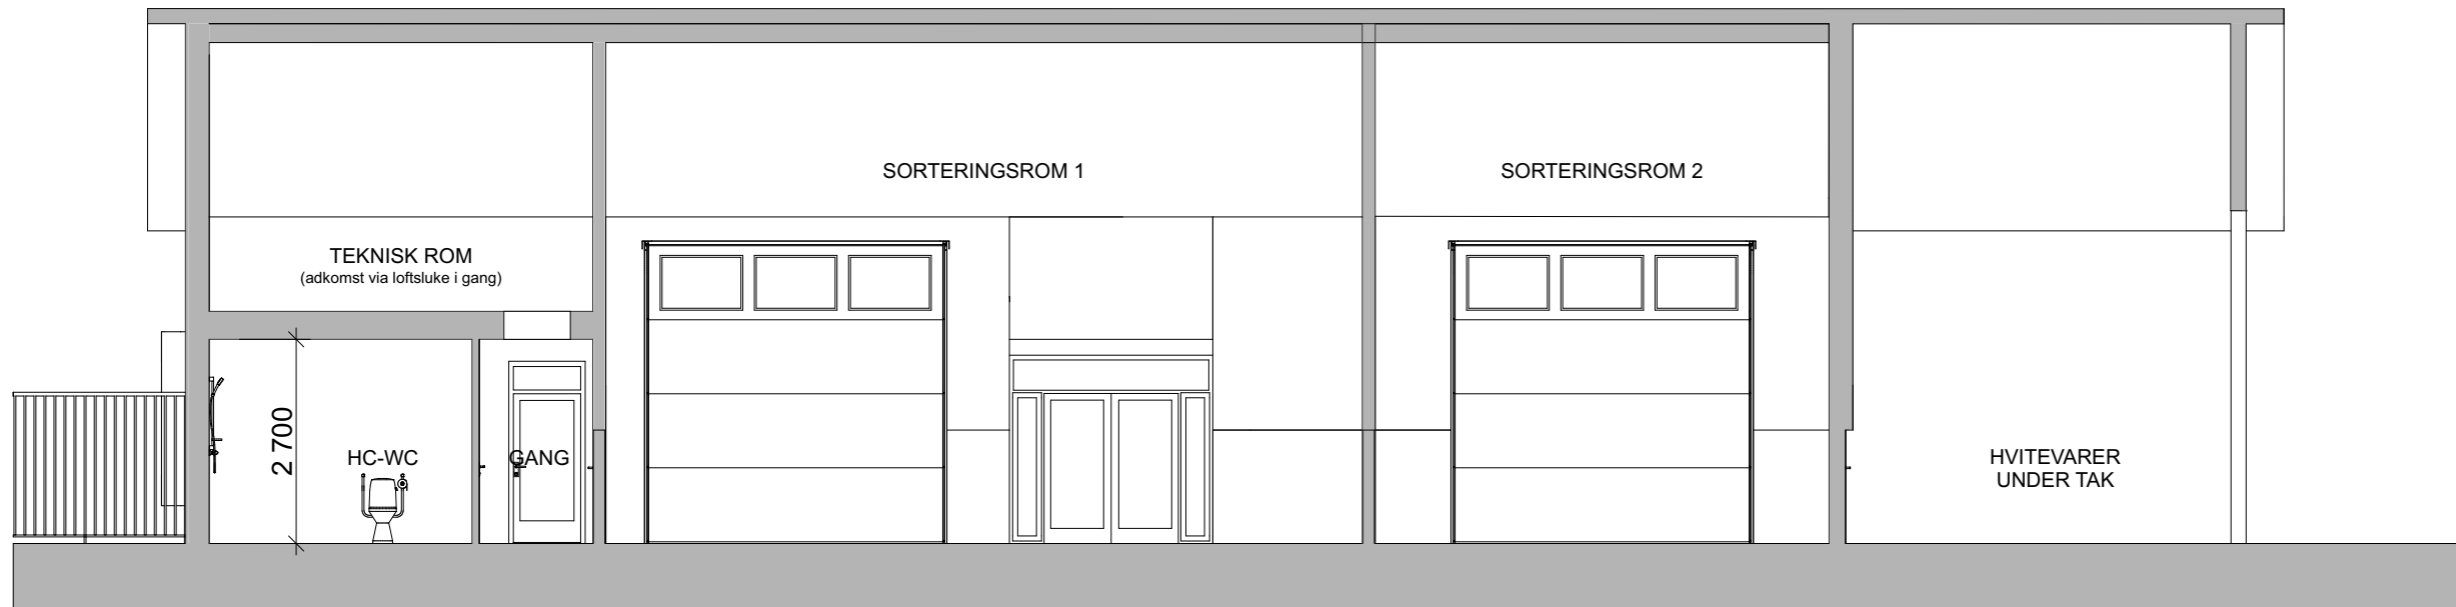 SORTERINGSROM 1
SORTERINGSROM 2
TEKNISK ROM
(adkomst via loftsluke i gang)
2 700
HC-WC
GANG
HVITEVARER
UNDER TAK